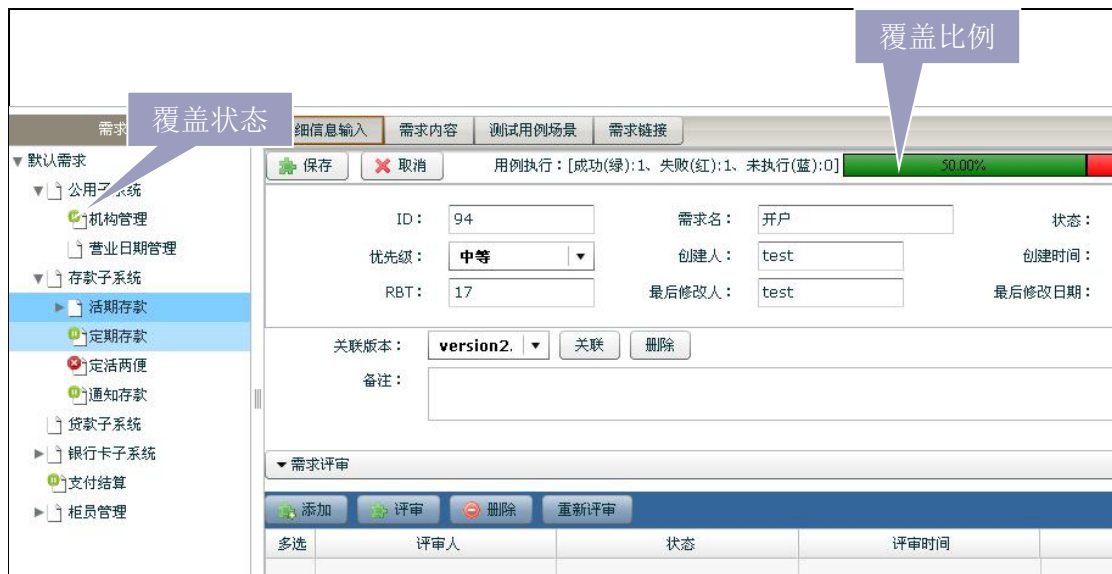 覆盖比例
覆盖状态
需求
细信息输入 需求内容 测试用例场景 需求链接
默认需求
保存 取消 用例执行：[成功(绿):1、失败(红):1、未执行(蓝):0] 50.00%
公用子系统
机构管理
营业日期管理
存款子系统
活期存款
定期存款
定活两便
通知存款
贷款子系统
银行卡子系统
支付结算
柜员管理
ID： 94 需求名： 开户 状态：
优先级： 中等 创建人： test 创建时间：
RBT： 17 最后修改人： test 最后修改日期：
关联版本： version2. 关联 删除
备注：
需求评审
添加 评审 删除 重新评审
多选 评审人 状态 评审时间